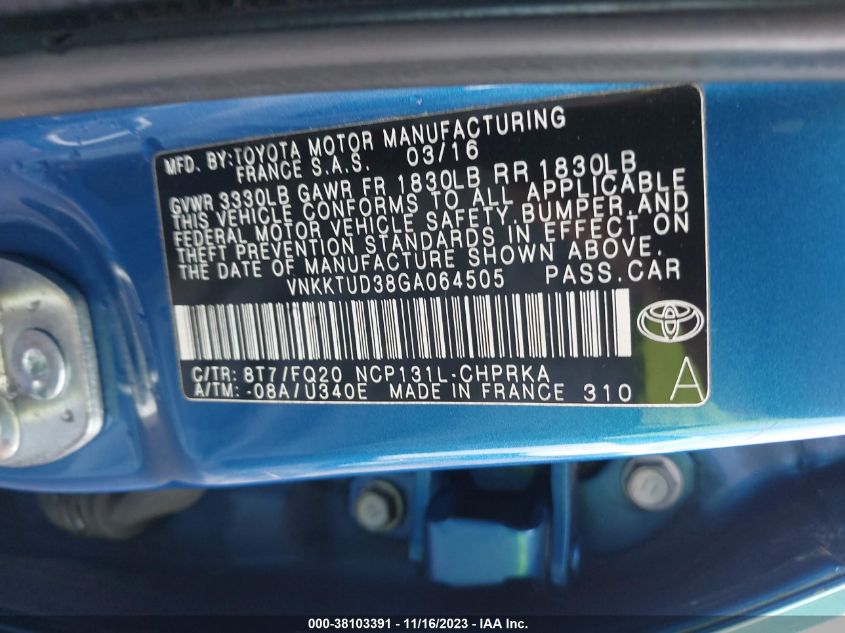 MFD. BY:TOYOTA MOTOR MANUFACTURING
FRANCE S.A.S. 03/16
GVWR 3330LB GAWR FR 1830LB RR 1830LB
THIS VEHICLE CONFORMS TO ALL APPLICABLE
FEDERAL MOTOR VEHICLE SAFETY,BUMPER,AND
THEFT PREVENTION STANDARDS IN EFFECT ON
THE DATE OF MANUFACTURE SHOWN ABOVE.
VNKKTUD38GA064505 PASS.CAR
C/TR: 8T7/FQ20 NCP131L-CHPRKA
A/TM: -08A/U340E MADE IN FRANCE 310
A
000-38103391 - 11/16/2023 - IAA Inc.